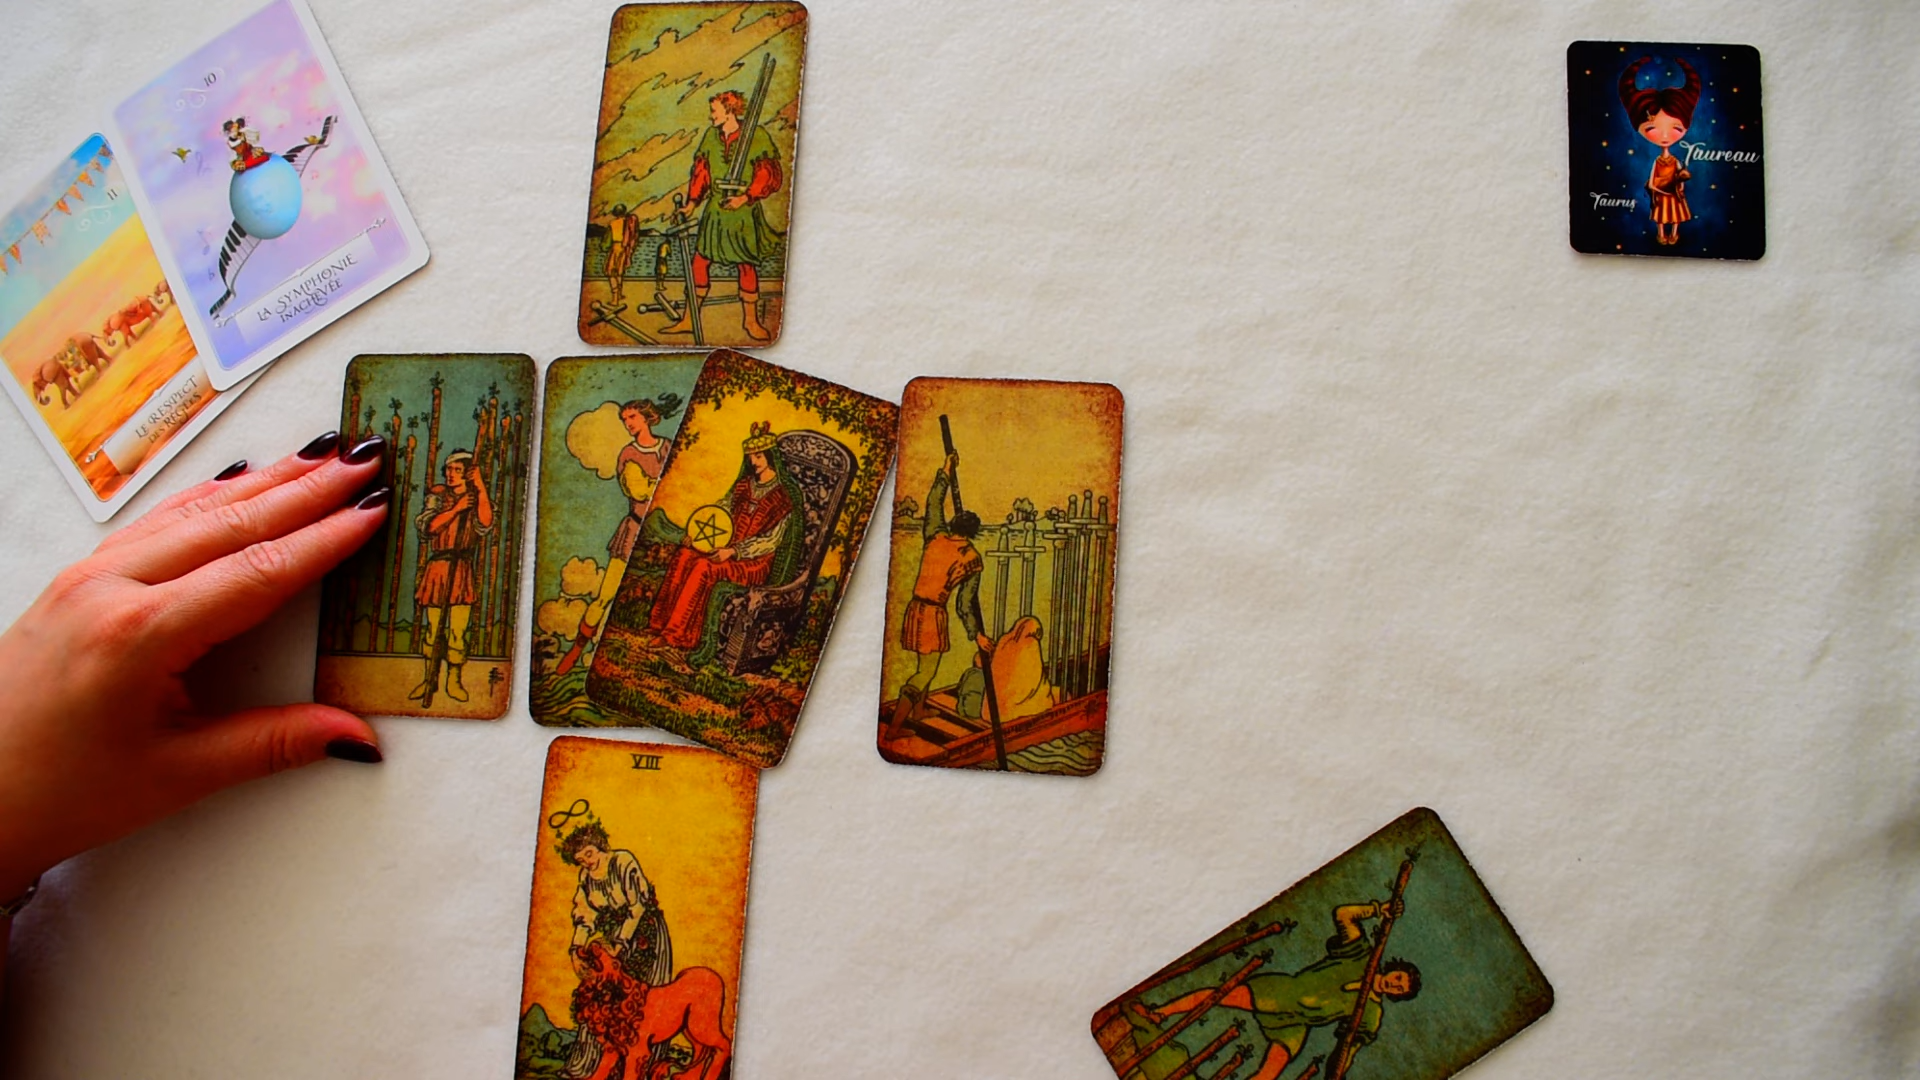 10
LA SYMPHONIE
INACHEVÉE
11
LE RESPECT
DES RÈGLES
Taureau
Taurus
VIII